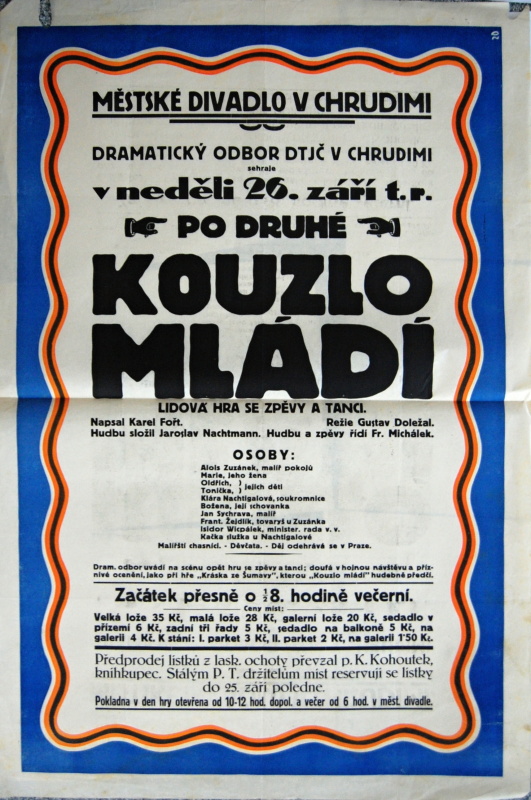 20
MĚSTSKÉ DIVADLO V CHRUDIMI
DRAMATICKÝ ODBOR DTJČ V CHRUDIMI
sehraje
v neděli 26. září t. r.
PO DRUHÉ
KOUZLO
MLÁDÍ
LIDOVÁ HRA SE ZPĚVY A TANCI.
Napsal Karel Fořt. Režie Gustav Doležal.
Hudbu složil Jaroslav Nachtmann. Hudbu a zpěvy řídí Fr. Michálek.
OSOBY:
Alois Zuzánek, malíř pokojů
Marie, jeho žena
Oldřich, )
Tonička, ) jejich děti
Klára Nachtigalová, soukromnice
Božena, její schovanka
Jan Sychrava, malíř
Frant. Žejdlík, tovaryš u Zuzánka
Isidor Wicpálek, minister. rada v. v.
Kačka služka u Nachtigalové
Malířští chasníci. - Děvčata. - Děj odehrává se v Praze.
Dram. odbor uvádí na scénu opět hru se zpěvy a tanci; doufá v hojnou návštěvu a příz-
nivé ocenění, jako při hře „Kráska ze Šumavy", kterou „Kouzlo mládí" hudebně předčí.
Začátek přesně o ½8. hodině večerní.
Ceny míst:
Velká lože 35 Kč, malá lože 28 Kč, galerní lože 20 Kč, sedadlo v
přízemí 6 Kč, zadní tři řady 5 Kč, sedadlo na balkoně 5 Kč, na
galerii 4 Kč. K stání: I. parket 3 Kč, II. parket 2 Kč, na galerii 1'50 Kč.
Předprodej lístků z lask. ochoty převzal p. K. Kohoutek,
knihkupec. Stálým P. T. držitelům míst reservují se lístky
do 25. září poledne.
Pokladna v den hry otevřena od 10-12 hod. dopol. a večer od 6 hod. v měst. divadle.